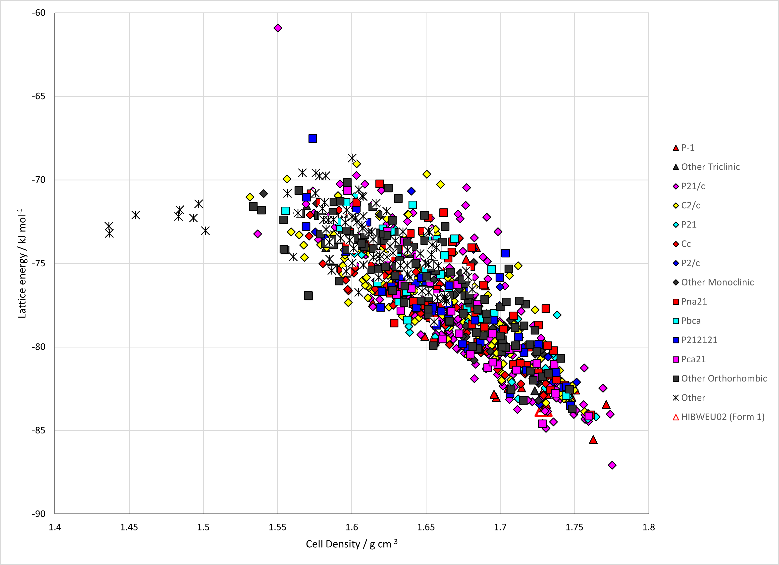 -60
-65
-70
-75
-80
-85
-90
Lattice energy / kJ mol-1
1.4 1.45 1.5 1.55 1.6 1.65 1.7 1.75 1.8
Cell Density / g cm-3
P-1
Other Triclinic
P21/c
C2/c
P21
Cc
P2/c
Other Monoclinic
Pna21
Pbca
P212121
Pca21
Other Orthorhombic
Other
HIBWEU02 (Form 1)